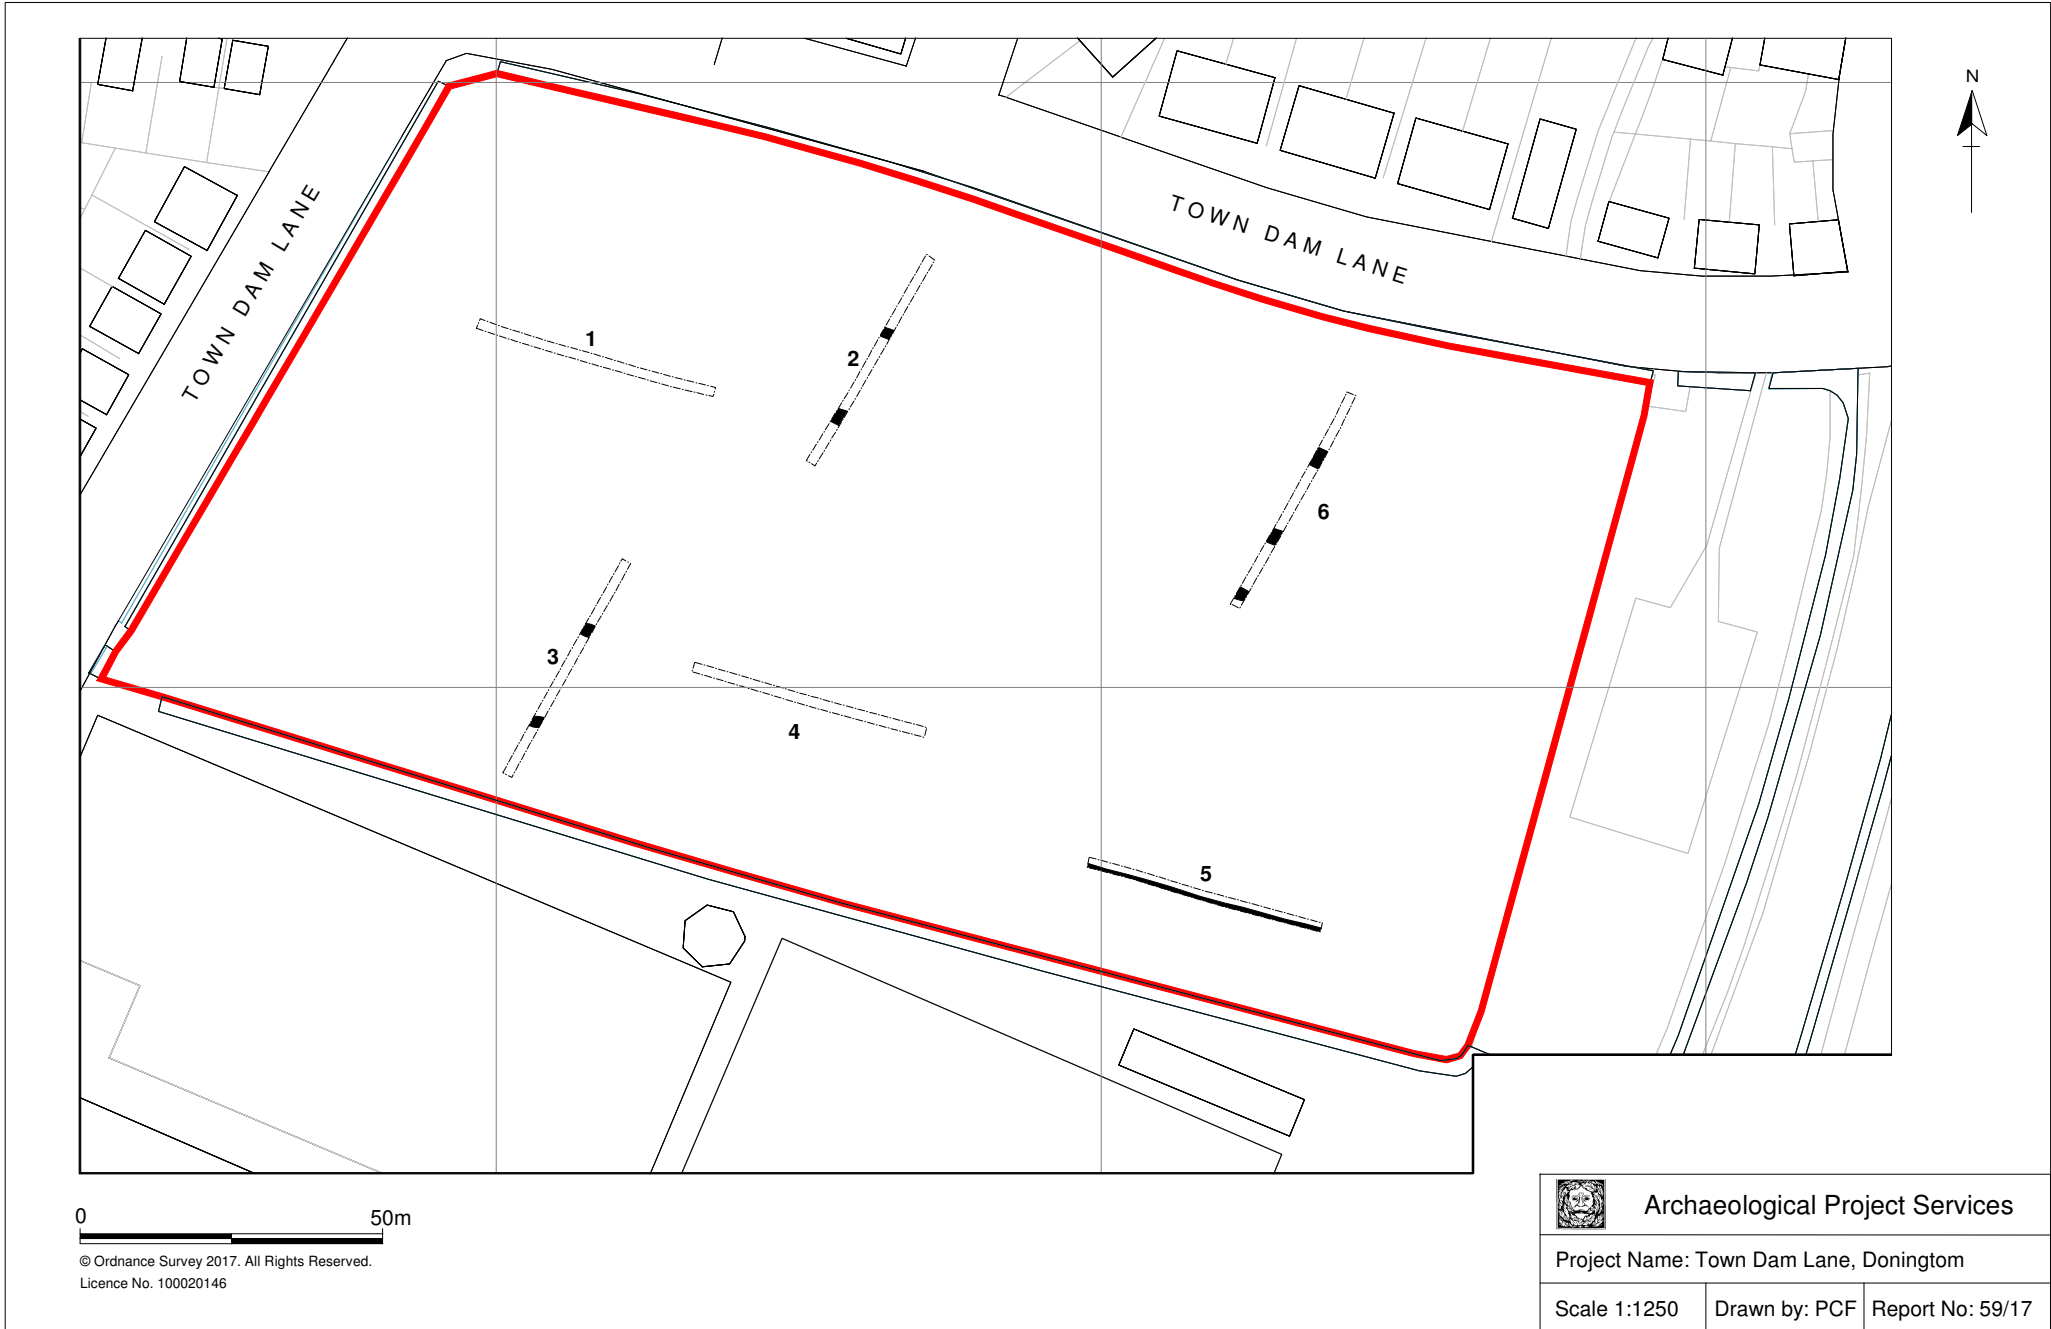 N
TOWN DAM LANE
TOWN DAM LANE
1
2
6
3
4
5
0 50m
© Ordnance Survey 2017. All Rights Reserved.
Licence No. 100020146
Archaeological Project Services
Project Name: Town Dam Lane, Doningtom
Scale 1:1250 Drawn by: PCF Report No: 59/17